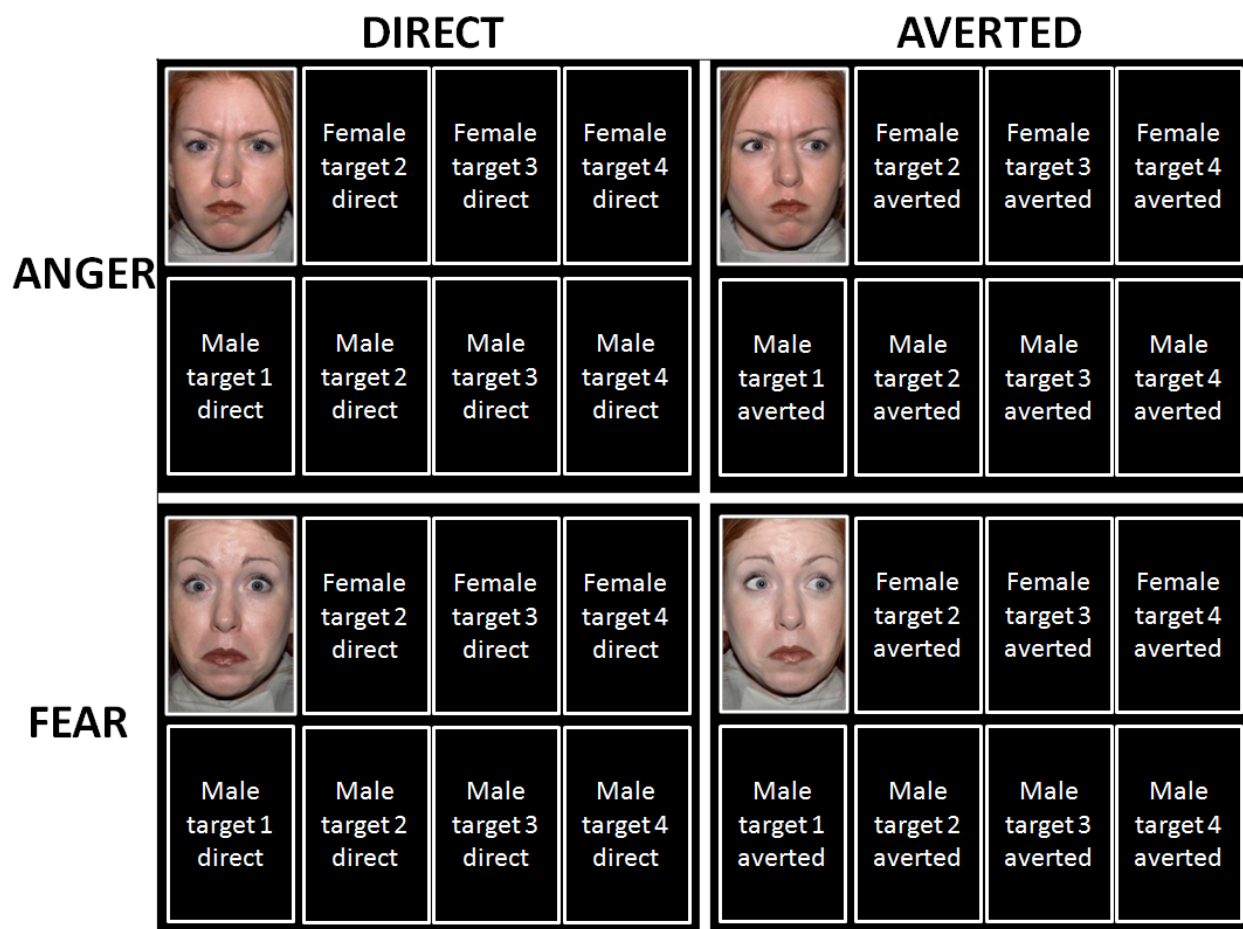 DIRECT AVERTED
ANGER
Female
target 2
direct
Female
target 3
direct
Female
target 4
direct
Female
target 2
averted
Female
target 3
averted
Female
target 4
averted
Male
target 1
direct
Male
target 2
direct
Male
target 3
direct
Male
target 4
direct
Male
target 1
averted
Male
target 2
averted
Male
target 3
averted
Male
target 4
averted
FEAR
Female
target 2
direct
Female
target 3
direct
Female
target 4
direct
Female
target 2
averted
Female
target 3
averted
Female
target 4
averted
Male
target 1
direct
Male
target 2
direct
Male
target 3
direct
Male
target 4
direct
Male
target 1
averted
Male
target 2
averted
Male
target 3
averted
Male
target 4
averted